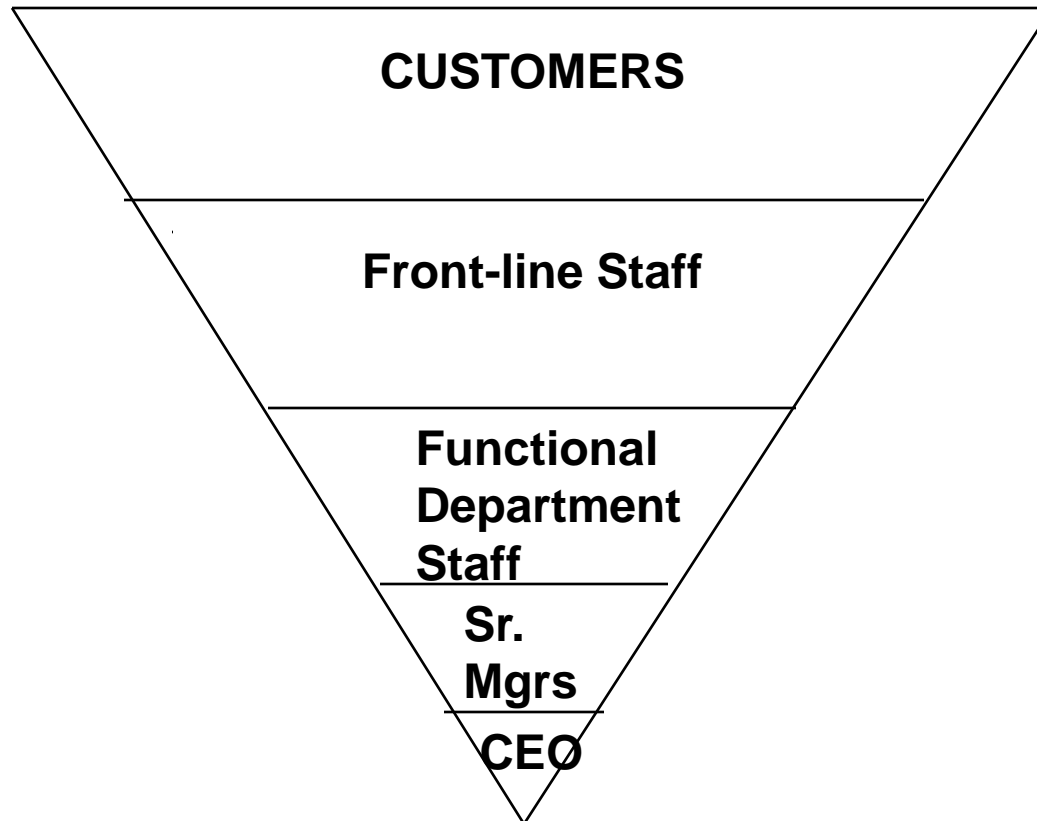 CUSTOMERS
Front-line Staff
Functional
Department
Staff
Sr.
Mgrs
CEO